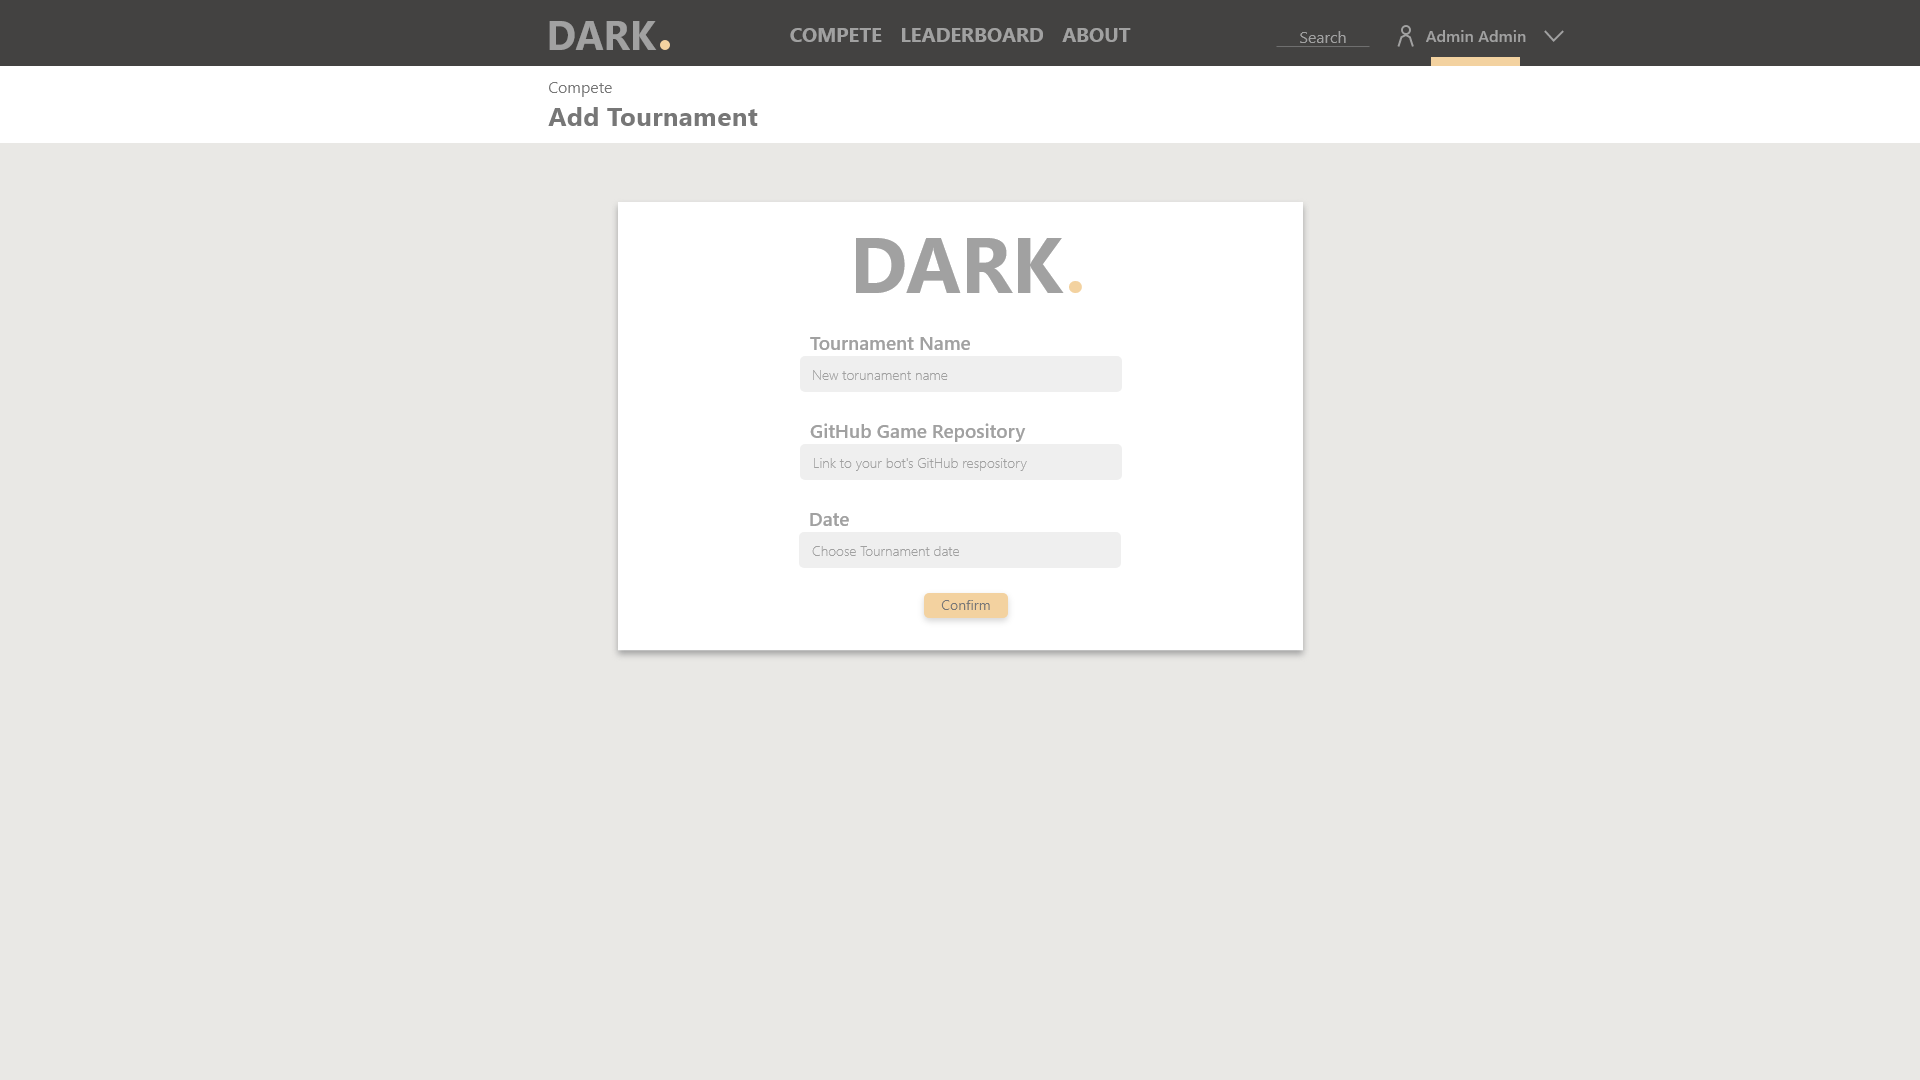 DARK.
COMPETE LEADERBOARD ABOUT
Search
Admin Admin
Compete
Add Tournament
DARK.
Tournament Name
New torunament name
GitHub Game Repository
Link to your bot's GitHub respository
Date
Choose Tournament date
Confirm